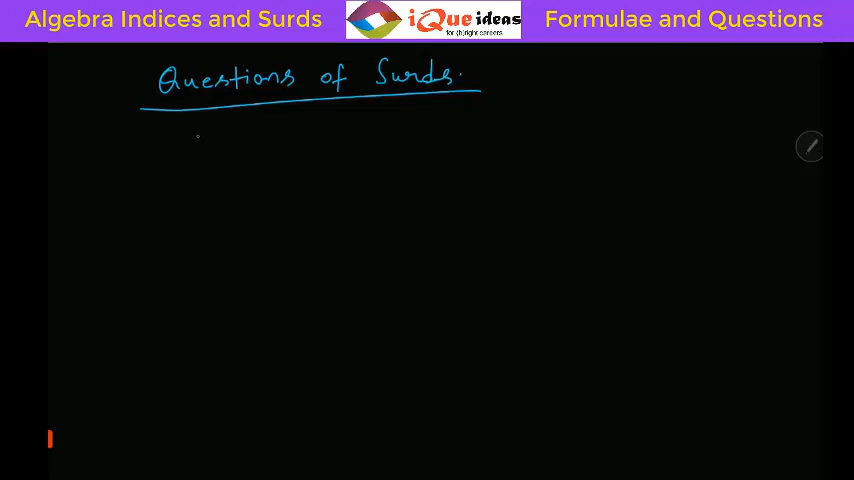 Algebra Indices and Surds
iQue ideas
for (b)right careers
Formulae and Questions
Questions of Surds.